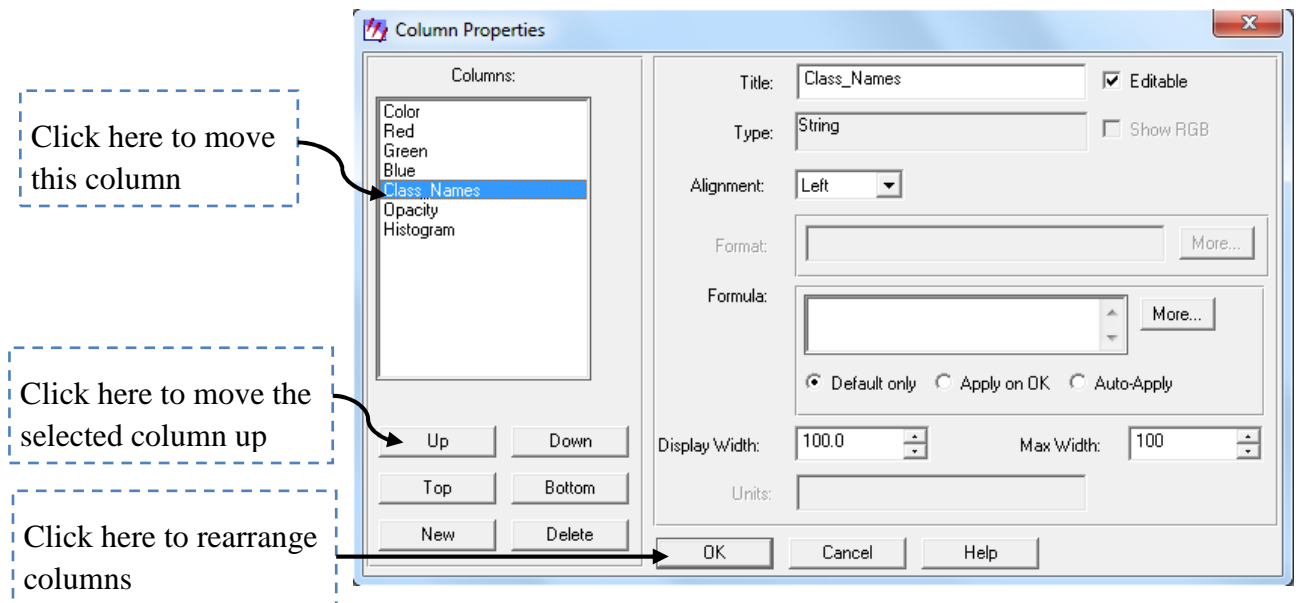 Column Properties
Columns:
Color
Red
Green
Blue
Class_Names
Opacity
Histogram
Up
Down
Top
Bottom
New
Delete
Title:
Class_Names
Editable
Type:
String
Show RGB
Alignment:
Left
Format:
More...
Formula:
More...
Default only
Apply on OK
Auto-Apply
Display Width:
100.0
Max Width:
100
Units:
OK
Cancel
Help
Click here to move
this column
Click here to move the
selected column up
Click here to rearrange
columns